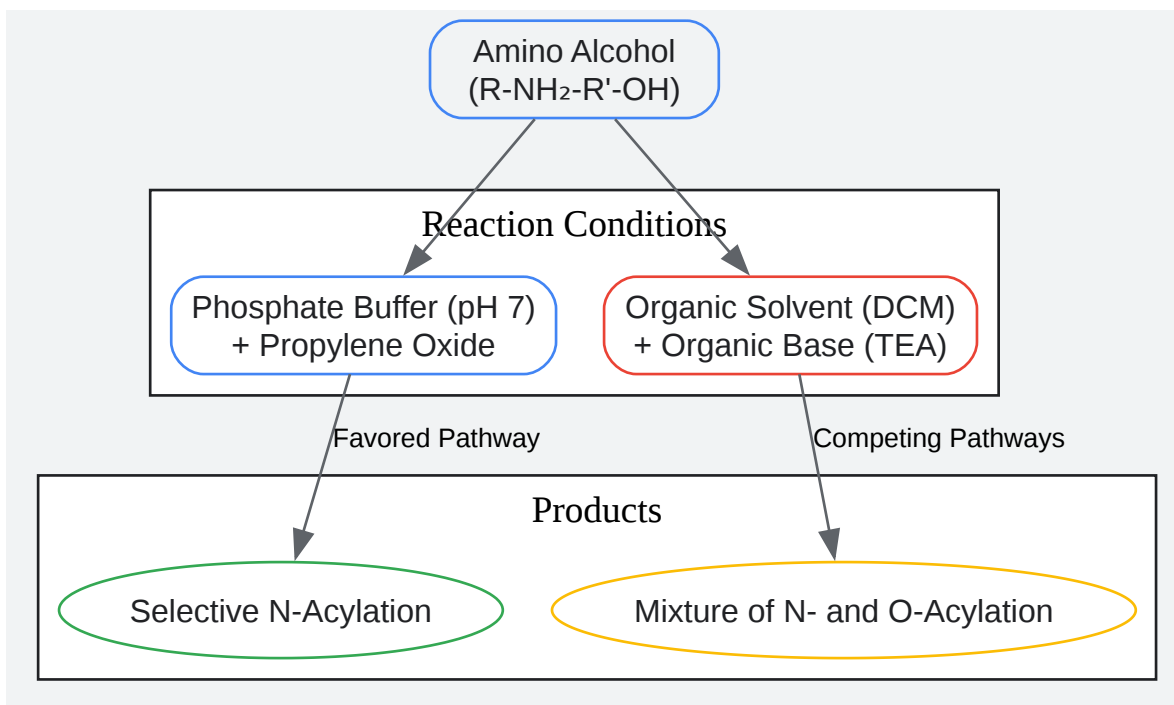 Amino Alcohol
(R-NH₂-R'-OH)
Reaction Conditions
Phosphate Buffer (pH 7)
+ Propylene Oxide
Organic Solvent (DCM)
+ Organic Base (TEA)
Favored Pathway
Competing Pathways
Products
Selective N-Acylation
Mixture of N- and O-Acylation